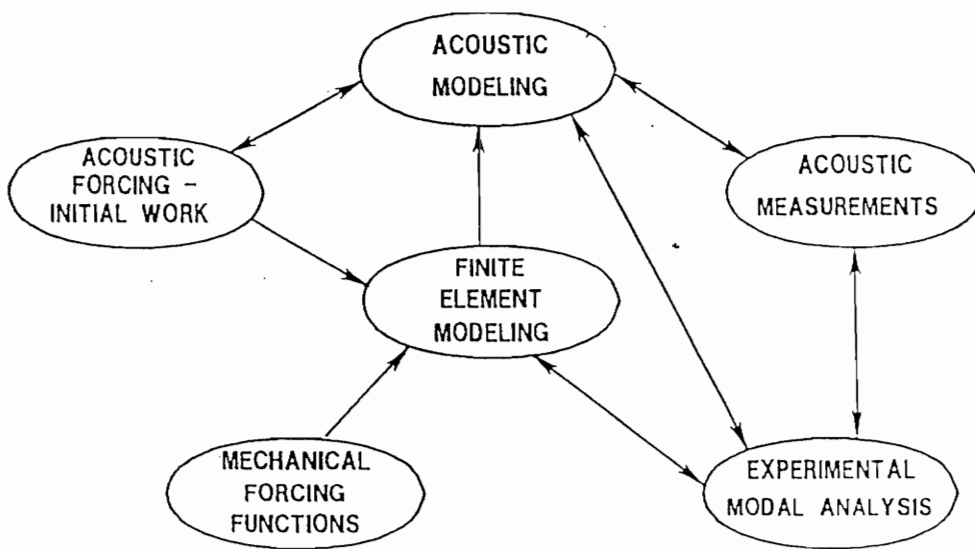 ACOUSTIC
MODELING
ACOUSTIC
FORCING –
INITIAL WORK
ACOUSTIC
MEASUREMENTS
FINITE
ELEMENT
MODELING
MECHANICAL
FORCING
FUNCTIONS
EXPERIMENTAL
MODAL ANALYSIS